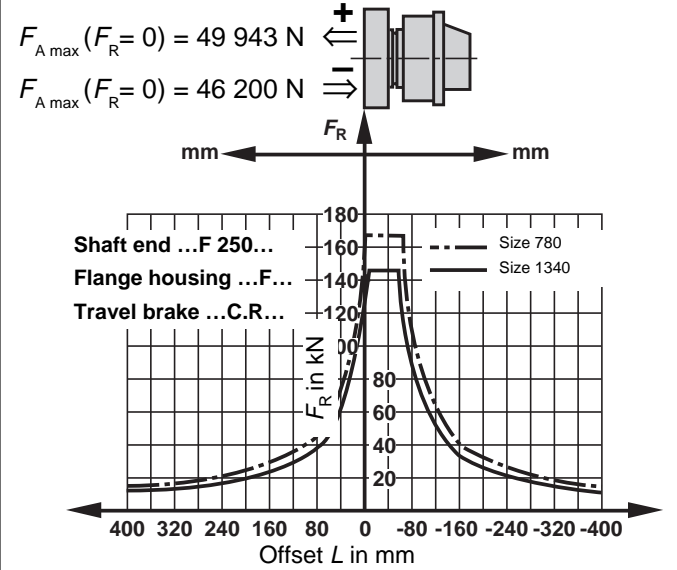 F A max (F R = 0) = 49 943 N ⇐ +
F A max (F R = 0) = 46 200 N ⇒ −
F R
mm mm
180
Shaft end ...F 250... 160 Size 780
Flange housing ...F... 140 Size 1340
Travel brake ...C.R... 120
00
80
60
40
20
F R in kN
400 320 240 160 80 0 -80 -160 -240 -320 -400
Offset L in mm